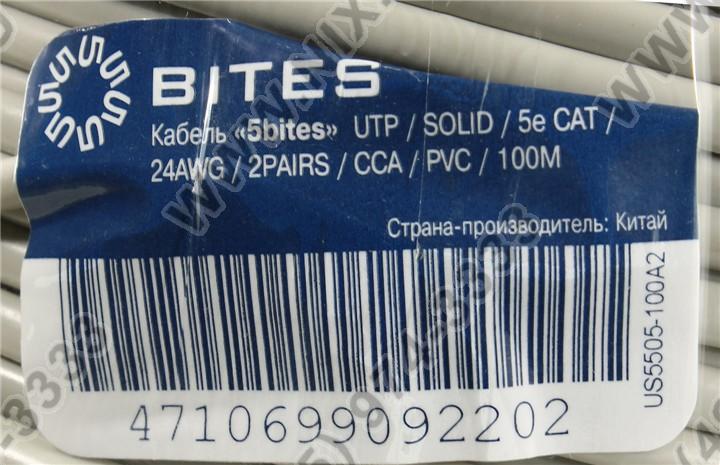 BITES
Кабель «5bites» UTP / SOLID / 5e CAT /
24AWG / 2PAIRS / CCA / PVC / 100M
Страна-производитель: Китай
US5505-100A2
4710699092202